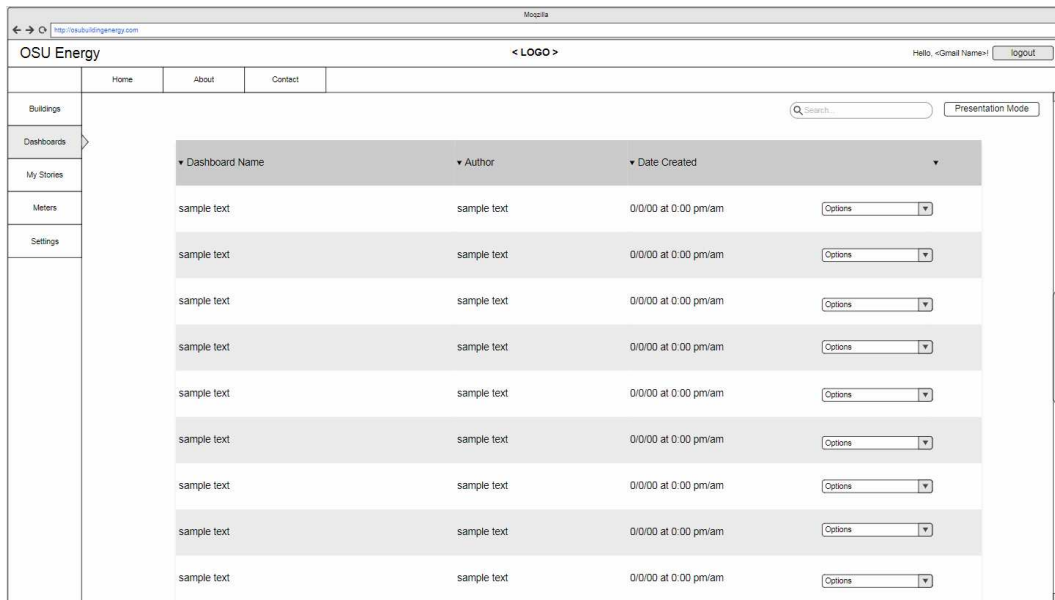 Moqzilla
http://osubuildingenergy.com
OSU Energy
< LOGO >
Hello, <Gmail Name>!
logout
Home
About
Contact
Buildings
Dashboards
My Stories
Meters
Settings
Search...
Presentation Mode
▾ Dashboard Name ▾ Author ▾ Date Created ▾
sample text sample text 0/0/00 at 0:00 pm/am Options
sample text sample text 0/0/00 at 0:00 pm/am Options
sample text sample text 0/0/00 at 0:00 pm/am Options
sample text sample text 0/0/00 at 0:00 pm/am Options
sample text sample text 0/0/00 at 0:00 pm/am Options
sample text sample text 0/0/00 at 0:00 pm/am Options
sample text sample text 0/0/00 at 0:00 pm/am Options
sample text sample text 0/0/00 at 0:00 pm/am Options
sample text sample text 0/0/00 at 0:00 pm/am Options